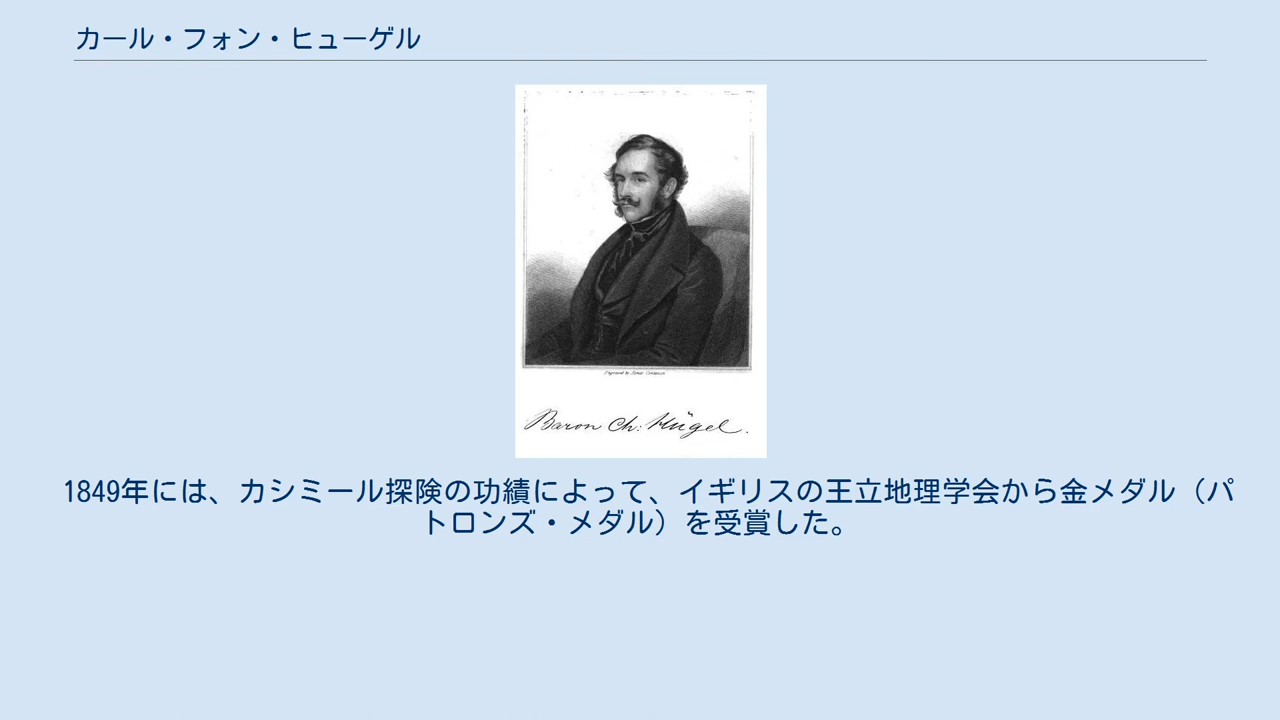 カール・フォン・ヒューゲル
Baron Ch: Hügel.
1849年には、カシミール探険の功績によって、イギリスの王立地理学会から金メダル（パ
トロンズ・メダル）を受賞した。